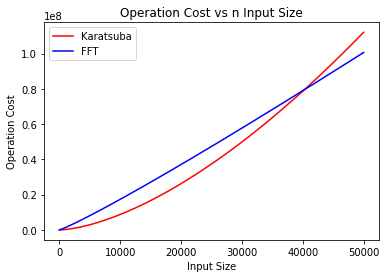 Operation Cost vs n Input Size
1e8
Karatsuba
FFT
Operation Cost
1.0
0.8
0.6
0.4
0.2
0.0
0 10000 20000 30000 40000 50000
Input Size